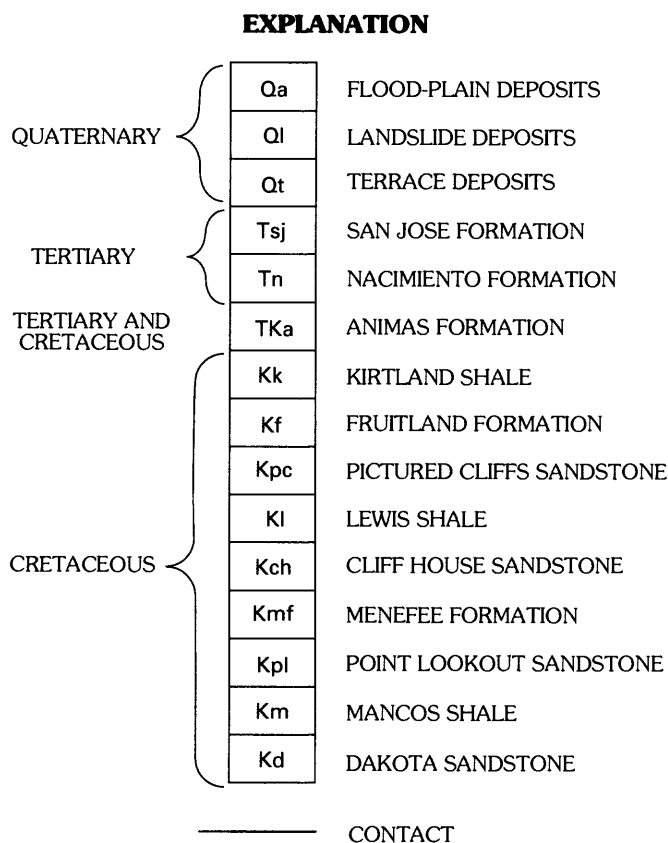 EXPLANATION
Qa FLOOD-PLAIN DEPOSITS
QUATERNARY Ql LANDSLIDE DEPOSITS
Qt TERRACE DEPOSITS
Tsj SAN JOSE FORMATION
TERTIARY
Tn NACIMIENTO FORMATION
TERTIARY AND
CRETACEOUS
TKa ANIMAS FORMATION
Kk KIRTLAND SHALE
Kf FRUITLAND FORMATION
Kpc PICTURED CLIFFS SANDSTONE
Kl LEWIS SHALE
CRETACEOUS Kch CLIFF HOUSE SANDSTONE
Kmf MENEFEE FORMATION
Kpl POINT LOOKOUT SANDSTONE
Km MANCOS SHALE
Kd DAKOTA SANDSTONE
CONTACT